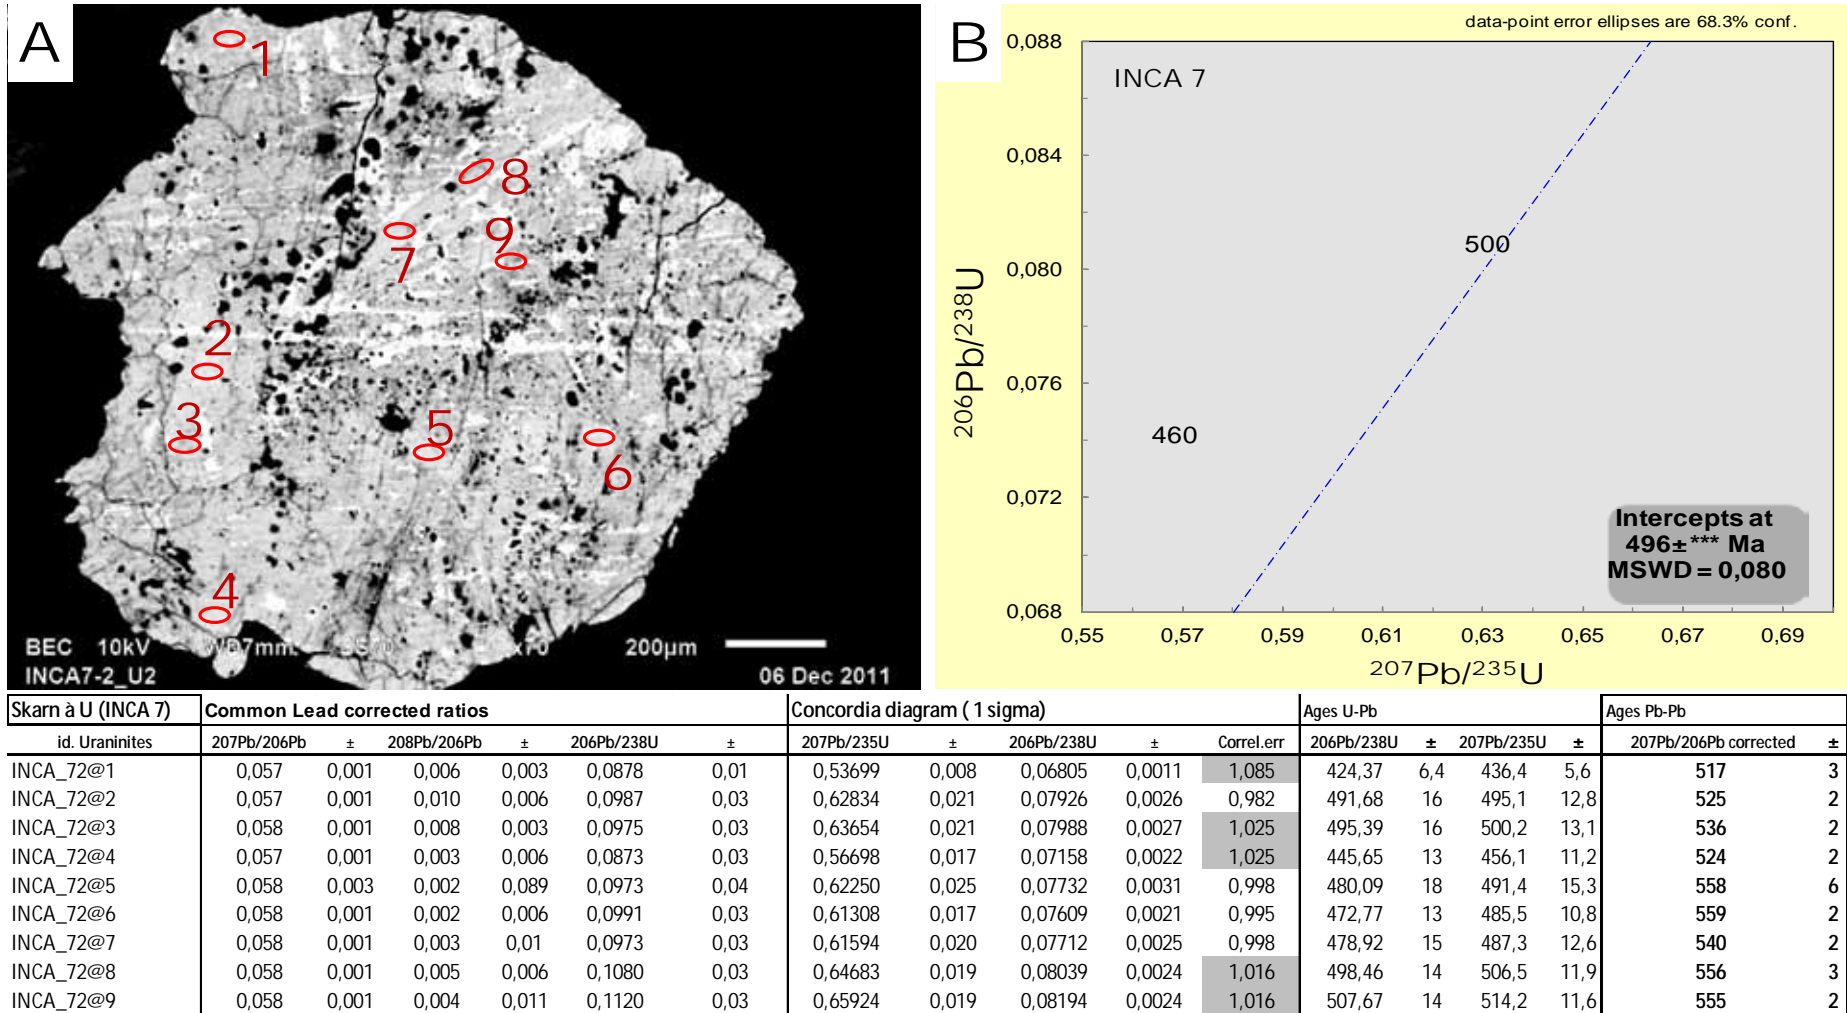 A
1
8
9
7
2
3
5
6
4
BEC 10kV WD7mm SS70 x70 200µm
INCA7-2_U2 06 Dec 2011
B
data-point error ellipses are 68.3% conf.
INCA 7
0,088
0,084
0,080
0,076
0,072
0,068
206Pb/238U
500
460
Intercepts at
496±*** Ma
MSWD = 0,080
0,55 0,57 0,59 0,61 0,63 0,65 0,67 0,69
207Pb/235U
Skarn à U (INCA 7) Common Lead corrected ratios Concordia diagram ( 1 sigma) Ages U-Pb Ages Pb-Pb
id. Uraninites 207Pb/206Pb ± 208Pb/206Pb ± 206Pb/238U ± 207Pb/235U ± 206Pb/238U ± Correl.err 206Pb/238U ± 207Pb/235U ± 207Pb/206Pb corrected ±
INCA_72@1 0,057 0,001 0,006 0,003 0,0878 0,01 0,53699 0,008 0,06805 0,0011 1,085 424,37 6,4 436,4 5,6 517 3
INCA_72@2 0,057 0,001 0,010 0,006 0,0987 0,03 0,62834 0,021 0,07926 0,0026 0,982 491,68 16 495,1 12,8 525 2
INCA_72@3 0,058 0,001 0,008 0,003 0,0975 0,03 0,63654 0,021 0,07988 0,0027 1,025 495,39 16 500,2 13,1 536 2
INCA_72@4 0,057 0,001 0,003 0,006 0,0873 0,03 0,56698 0,017 0,07158 0,0022 1,025 445,65 13 456,1 11,2 524 2
INCA_72@5 0,058 0,003 0,002 0,089 0,0973 0,04 0,62250 0,025 0,07732 0,0031 0,998 480,09 18 491,4 15,3 558 6
INCA_72@6 0,058 0,001 0,002 0,006 0,0991 0,03 0,61308 0,017 0,07609 0,0021 0,995 472,77 13 485,5 10,8 559 2
INCA_72@7 0,058 0,001 0,003 0,01 0,0973 0,03 0,61594 0,020 0,07712 0,0025 0,998 478,92 15 487,3 12,6 540 2
INCA_72@8 0,058 0,001 0,005 0,006 0,1080 0,03 0,64683 0,019 0,08039 0,0024 1,016 498,46 14 506,5 11,9 556 3
INCA_72@9 0,058 0,001 0,004 0,011 0,1120 0,03 0,65924 0,019 0,08194 0,0024 1,016 507,67 14 514,2 11,6 555 2